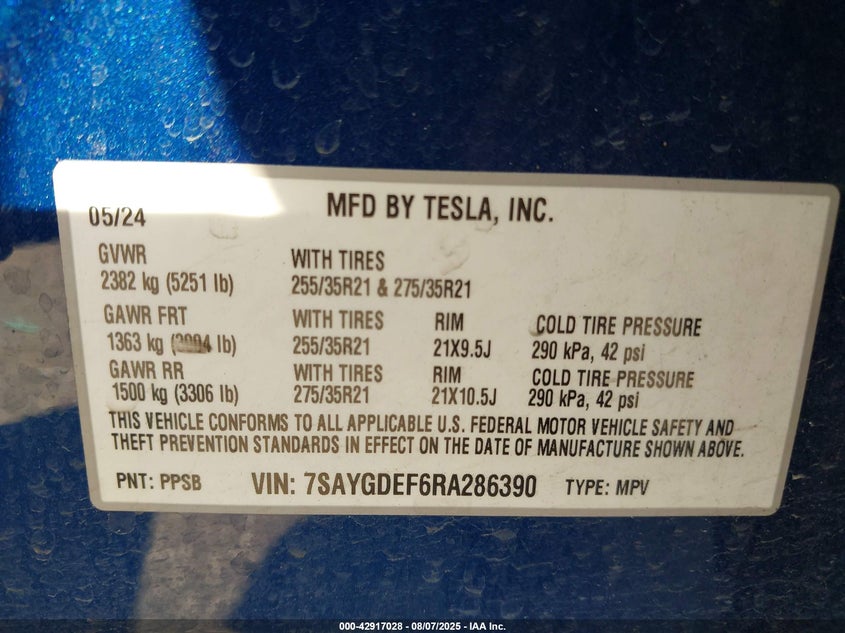 05/24 MFD BY TESLA, INC.
GVWR WITH TIRES
2382 kg (5251 lb) 255/35R21 & 275/35R21
GAWR FRT WITH TIRES RIM COLD TIRE PRESSURE
1363 kg ( lb) 255/35R21 21X9.5J 290 kPa, 42 psi
GAWR RR WITH TIRES RIM COLD TIRE PRESSURE
1500 kg (3306 lb) 275/35R21 21X10.5J 290 kPa, 42 psi
THIS VEHICLE CONFORMS TO ALL APPLICABLE U.S. FEDERAL MOTOR VEHICLE SAFETY AND
THEFT PREVENTION STANDARDS IN EFFECT ON THE DATE OF MANUFACTURE SHOWN ABOVE.
PNT: PPSB VIN: 7SAYGDEF6RA286390 TYPE: MPV
000-42917028 - 08/07/2025 - IAA Inc.